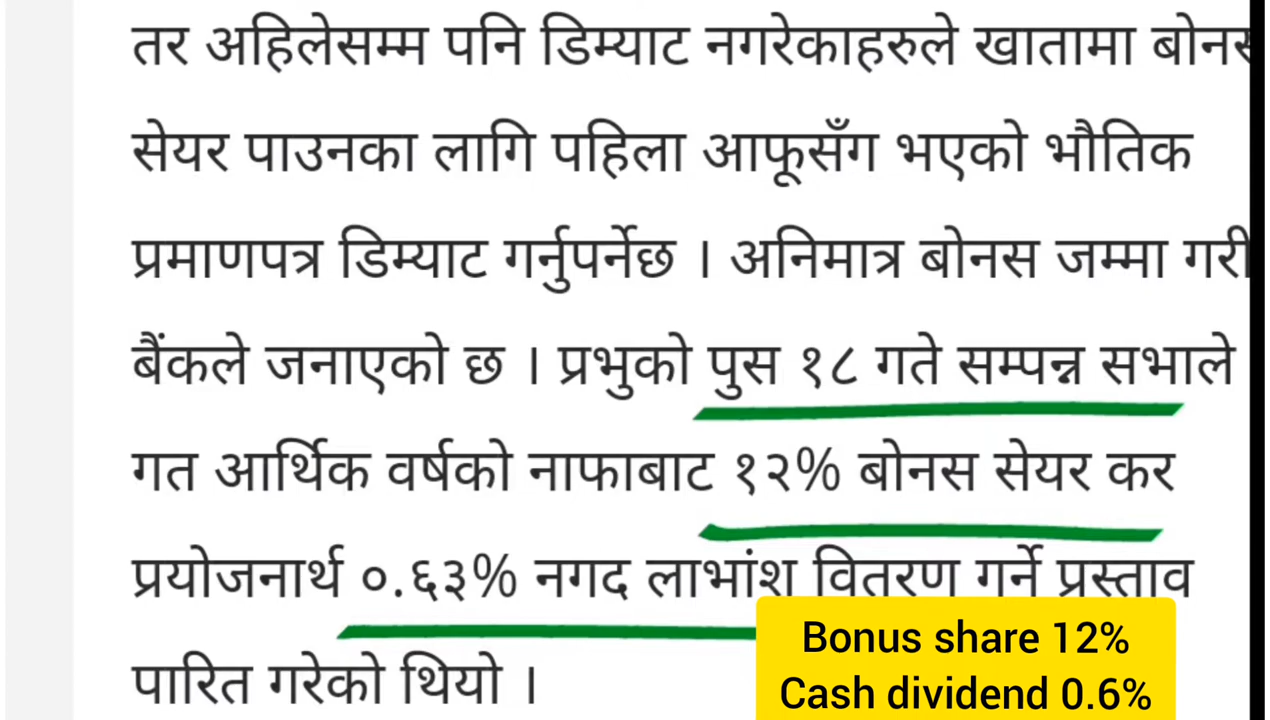 तर अहिलेसम्म पनि डिम्याट नगरेकाहरुले खातामा बोनस
सेयर पाउनका लागि पहिला आफूसँग भएको भौतिक
प्रमाणपत्र डिम्याट गर्नुपर्नेछ । अनिमात्र बोनस जम्मा गरी
बैंकले जनाएको छ । प्रभुको पुस १८ गते सम्पन्न सभाले
गत आर्थिक वर्षको नाफाबाट १२% बोनस सेयर कर
प्रयोजनार्थ ०.६३% नगद लाभांश वितरण गर्ने प्रस्ताव
पारित गरेको थियो ।
Bonus share 12%
Cash dividend 0.6%